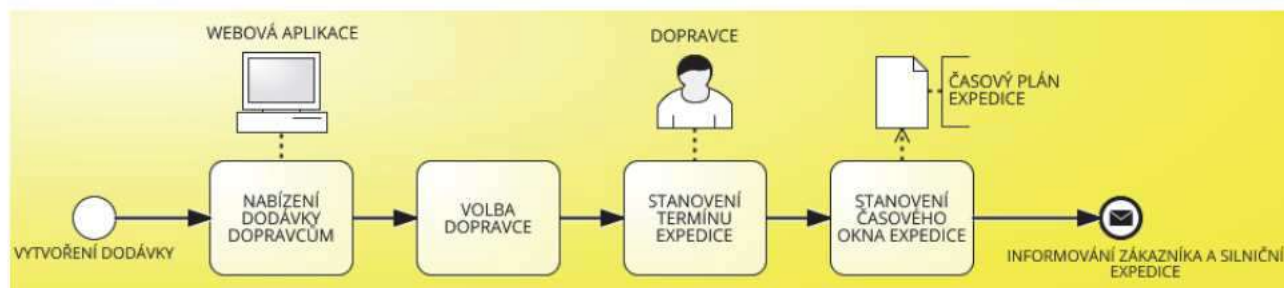 WEBOVÁ APLIKACE
DOPRAVCE
ČASOVÝ PLÁN
EXPEDICE
NABÍZENÍ
DODÁVKY
DOPRAVCŮM
VOLBA
DOPRAVCE
STANOVENÍ
TERMÍNU
EXPEDICE
STANOVENÍ
ČASOVÉHO
OKNA EXPEDICE
VYTVOŘENÍ DODÁVKY
INFORMOVÁNÍ ZÁKAZNÍKA A SILNIČNÍ
EXPEDICE